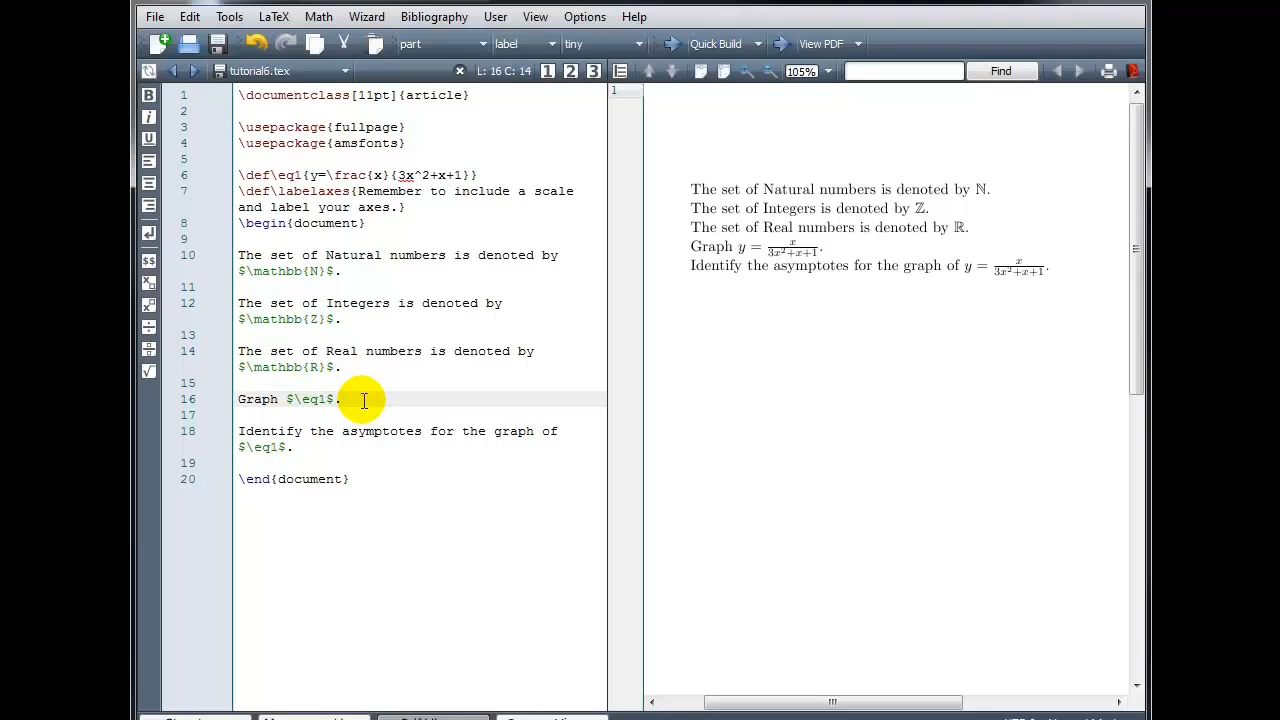 File Edit Tools LaTeX Math Wizard Bibliography User View Options Help
part label tiny Quick Build View PDF
tutorial6.tex L: 16 C: 14 1 2 3 105% Find
1 \documentclass[11pt]{article}
2
3 \usepackage{fullpage}
4 \usepackage{amsfonts}
5
6 \def\eq1{y=\frac{x}{3x^2+x+1}}
7 \def\labelaxes{Remember to include a scale
and label your axes.}
8 \begin{document}
9
10 The set of Natural numbers is denoted by
$\mathbb{N}$.
11
12 The set of Integers is denoted by
$\mathbb{Z}$.
13
14 The set of Real numbers is denoted by
$\mathbb{R}$.
15
16 Graph $\eq1$.
17
18 Identify the asymptotes for the graph of
$\eq1$.
19
20 \end{document}
1
The set of Natural numbers is denoted by ℕ.
The set of Integers is denoted by ℤ.
The set of Real numbers is denoted by ℝ.
Graph y = x/(3x²+x+1).
Identify the asymptotes for the graph of y = x/(3x²+x+1).